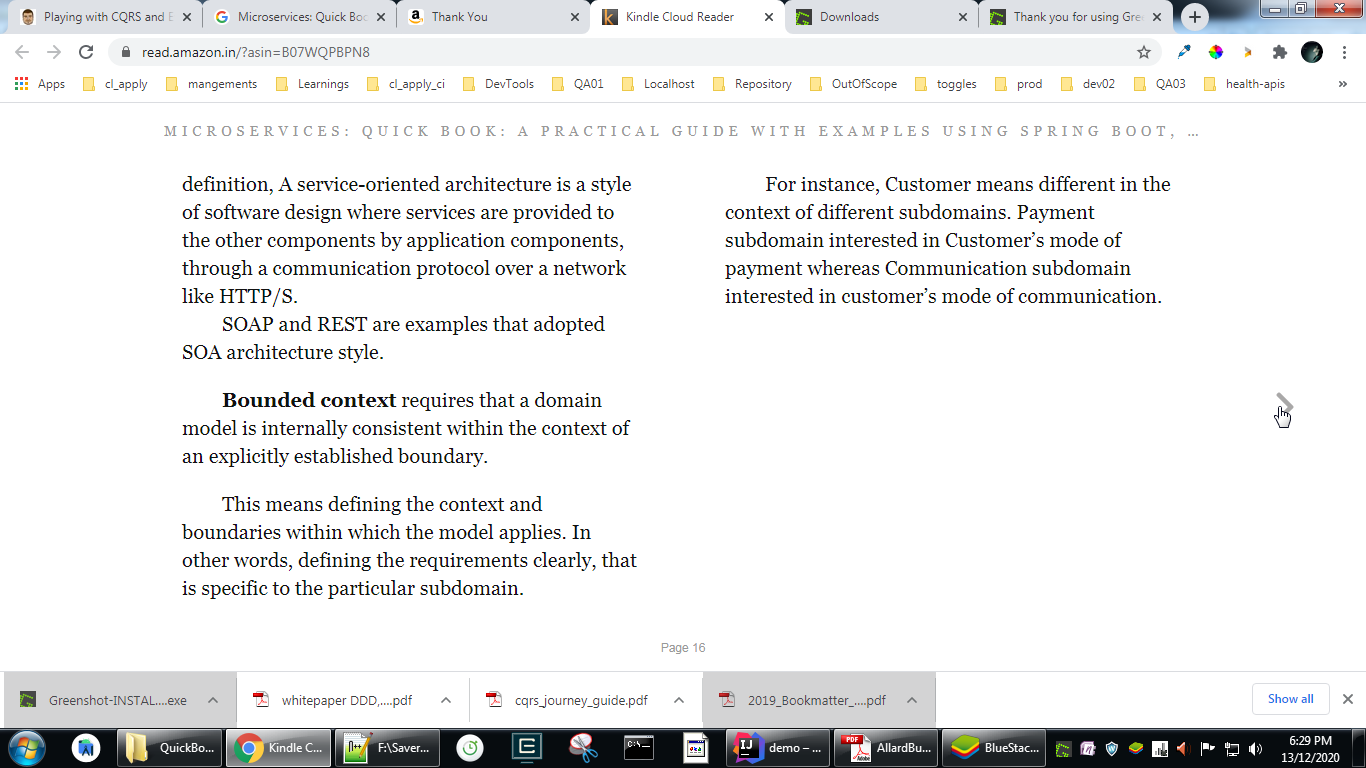 Playing with CQRS and E
Microservices: Quick Boo
Thank You
Kindle Cloud Reader
Downloads
Thank you for using Gre
read.amazon.in/?asin=B07WQPBPN8
Apps
cl_apply
mangements
Learnings
cl_apply_ci
DevTools
QA01
Localhost
Repository
OutOfScope
toggles
prod
dev02
QA03
health-apis
MICROSERVICES: QUICK BOOK: A PRACTICAL GUIDE WITH EXAMPLES USING SPRING BOOT, …
definition, A service-oriented architecture is a style
of software design where services are provided to
the other components by application components,
through a communication protocol over a network
like HTTP/S.
SOAP and REST are examples that adopted
SOA architecture style.
Bounded context requires that a domain
model is internally consistent within the context of
an explicitly established boundary.
This means defining the context and
boundaries within which the model applies. In
other words, defining the requirements clearly, that
is specific to the particular subdomain.
For instance, Customer means different in the
context of different subdomains. Payment
subdomain interested in Customer’s mode of
payment whereas Communication subdomain
interested in customer’s mode of communication.
Page 16
Greenshot-INSTAL....exe
whitepaper DDD,....pdf
cqrs_journey_guide.pdf
2019_Bookmatter_....pdf
Show all
QuickBo...
Kindle C...
F:\Saver...
demo – ...
AllardBu...
BlueStac...
6:29 PM
13/12/2020